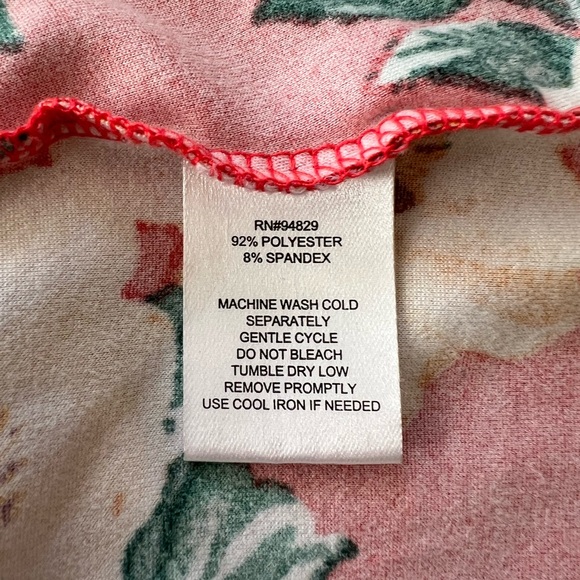 RN#94829
92% POLYESTER
8% SPANDEX
MACHINE WASH COLD
SEPARATELY
GENTLE CYCLE
DO NOT BLEACH
TUMBLE DRY LOW
REMOVE PROMPTLY
USE COOL IRON IF NEEDED